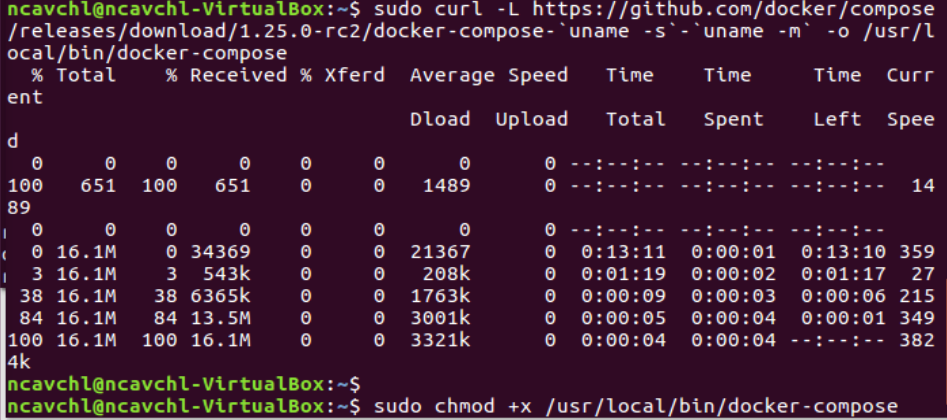 ncavchl@ncavchl-VirtualBox:~$ sudo curl -L https://github.com/docker/compose
/releases/download/1.25.0-rc2/docker-compose-`uname -s`-`uname -m` -o /usr/l
ocal/bin/docker-compose
% Total % Received % Xferd Average Speed Time Time Time Curr
ent
Dload Upload Total Spent Left Spee
d
0 0 0 0 0 0 0 0 --:--:-- --:--:-- --:--:--
100 651 100 651 0 0 1489 0 --:--:-- --:--:-- --:--:-- 14
89
0 0 0 0 0 0 0 0 --:--:-- --:--:-- --:--:--
0 16.1M 0 34369 0 0 21367 0 0:13:11 0:00:01 0:13:10 359
3 16.1M 3 543k 0 0 208k 0 0:01:19 0:00:02 0:01:17 27
38 16.1M 38 6365k 0 0 1763k 0 0:00:09 0:00:03 0:00:06 215
84 16.1M 84 13.5M 0 0 3001k 0 0:00:05 0:00:04 0:00:01 349
100 16.1M 100 16.1M 0 0 3321k 0 0:00:04 0:00:04 --:--:-- 382
4k
ncavchl@ncavchl-VirtualBox:~$
ncavchl@ncavchl-VirtualBox:~$ sudo chmod +x /usr/local/bin/docker-compose